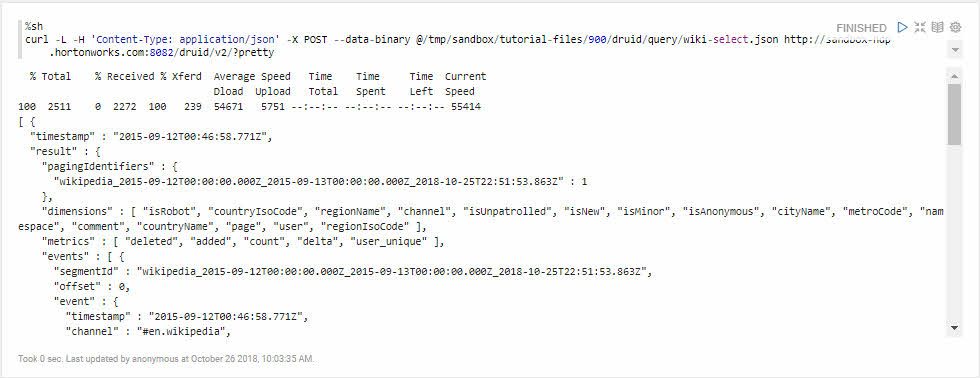 %sh
FINISHED
curl -L -H 'Content-Type: application/json' -X POST --data-binary @/tmp/sandbox/tutorial-files/900/druid/query/wiki-select.json http://sandbox-hdp
.hortonworks.com:8082/druid/v2/?pretty
% Total % Received % Xferd Average Speed Time Time Time Current
Dload Upload Total Spent Left Speed
100 2511 0 2272 100 239 54671 5751 --:--:-- --:--:-- --:--:-- 55414
[ {
"timestamp" : "2015-09-12T00:46:58.771Z",
"result" : {
"pagingIdentifiers" : {
"wikipedia_2015-09-12T00:00:00.000Z_2015-09-13T00:00:00.000Z_2018-10-25T22:51:53.863Z" : 1
},
"dimensions" : [ "isRobot", "countryIsoCode", "regionName", "channel", "isUnpatrolled", "isNew", "isMinor", "isAnonymous", "cityName", "metroCode", "nam
espace", "comment", "countryName", "page", "user", "regionIsoCode" ],
"metrics" : [ "deleted", "added", "count", "delta", "user_unique" ],
"events" : [ {
"segmentId" : "wikipedia_2015-09-12T00:00:00.000Z_2015-09-13T00:00:00.000Z_2018-10-25T22:51:53.863Z",
"offset" : 0,
"event" : {
"timestamp" : "2015-09-12T00:46:58.771Z",
"channel" : "#en.wikipedia",
Took 0 sec. Last updated by anonymous at October 26 2018, 10:03:35 AM.